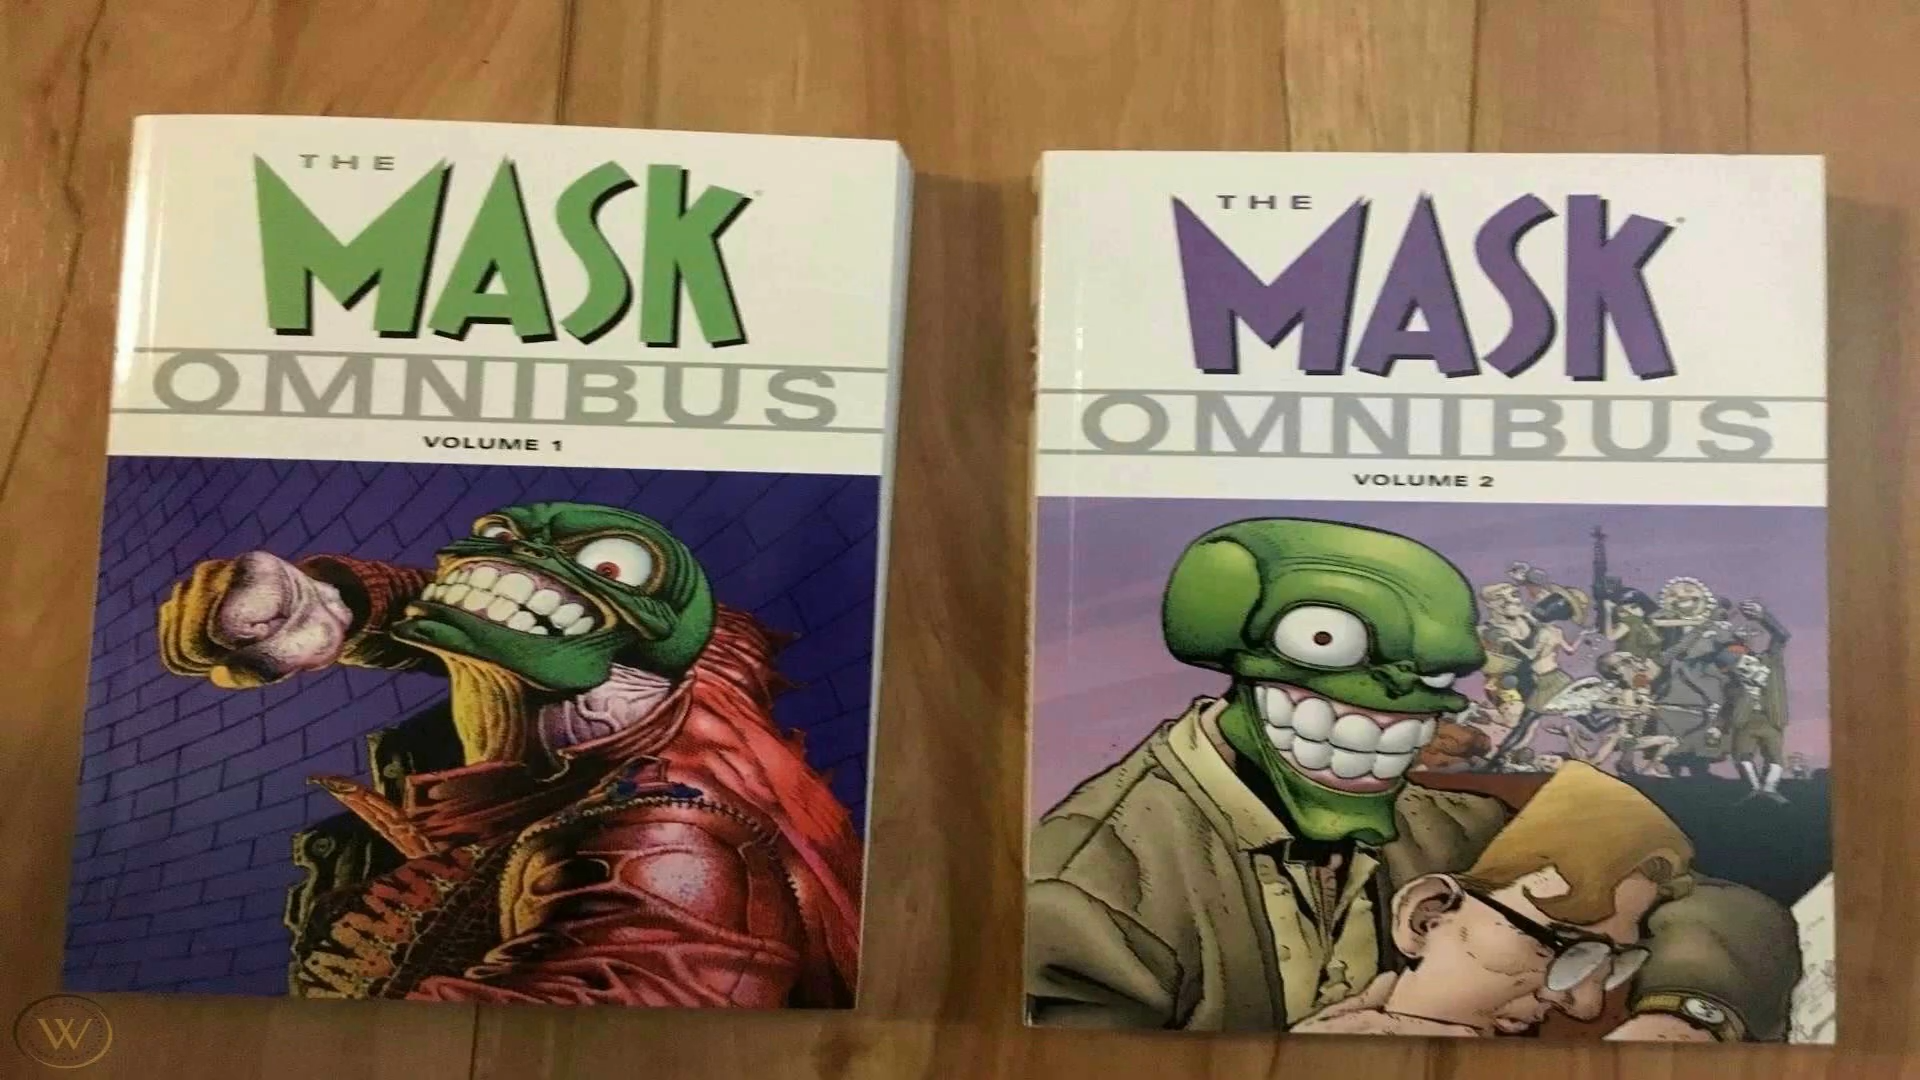 THE
MASK
OMNIBUS
VOLUME 1
THE
MASK
OMNIBUS
VOLUME 2
W